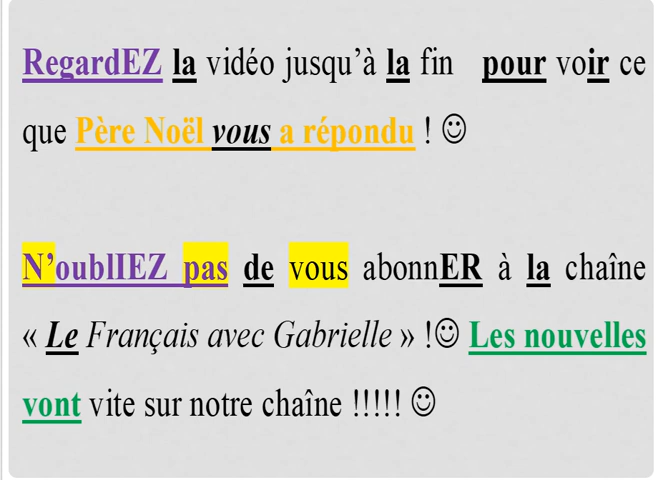 RegardEZ la vidéo jusqu'à la fin pour voir ce
que Père Noël vous a répondu ! ☺
N'oublIEZ pas de vous abonnER à la chaîne
« Le Français avec Gabrielle » !☺ Les nouvelles
vont vite sur notre chaîne !!!!! ☺